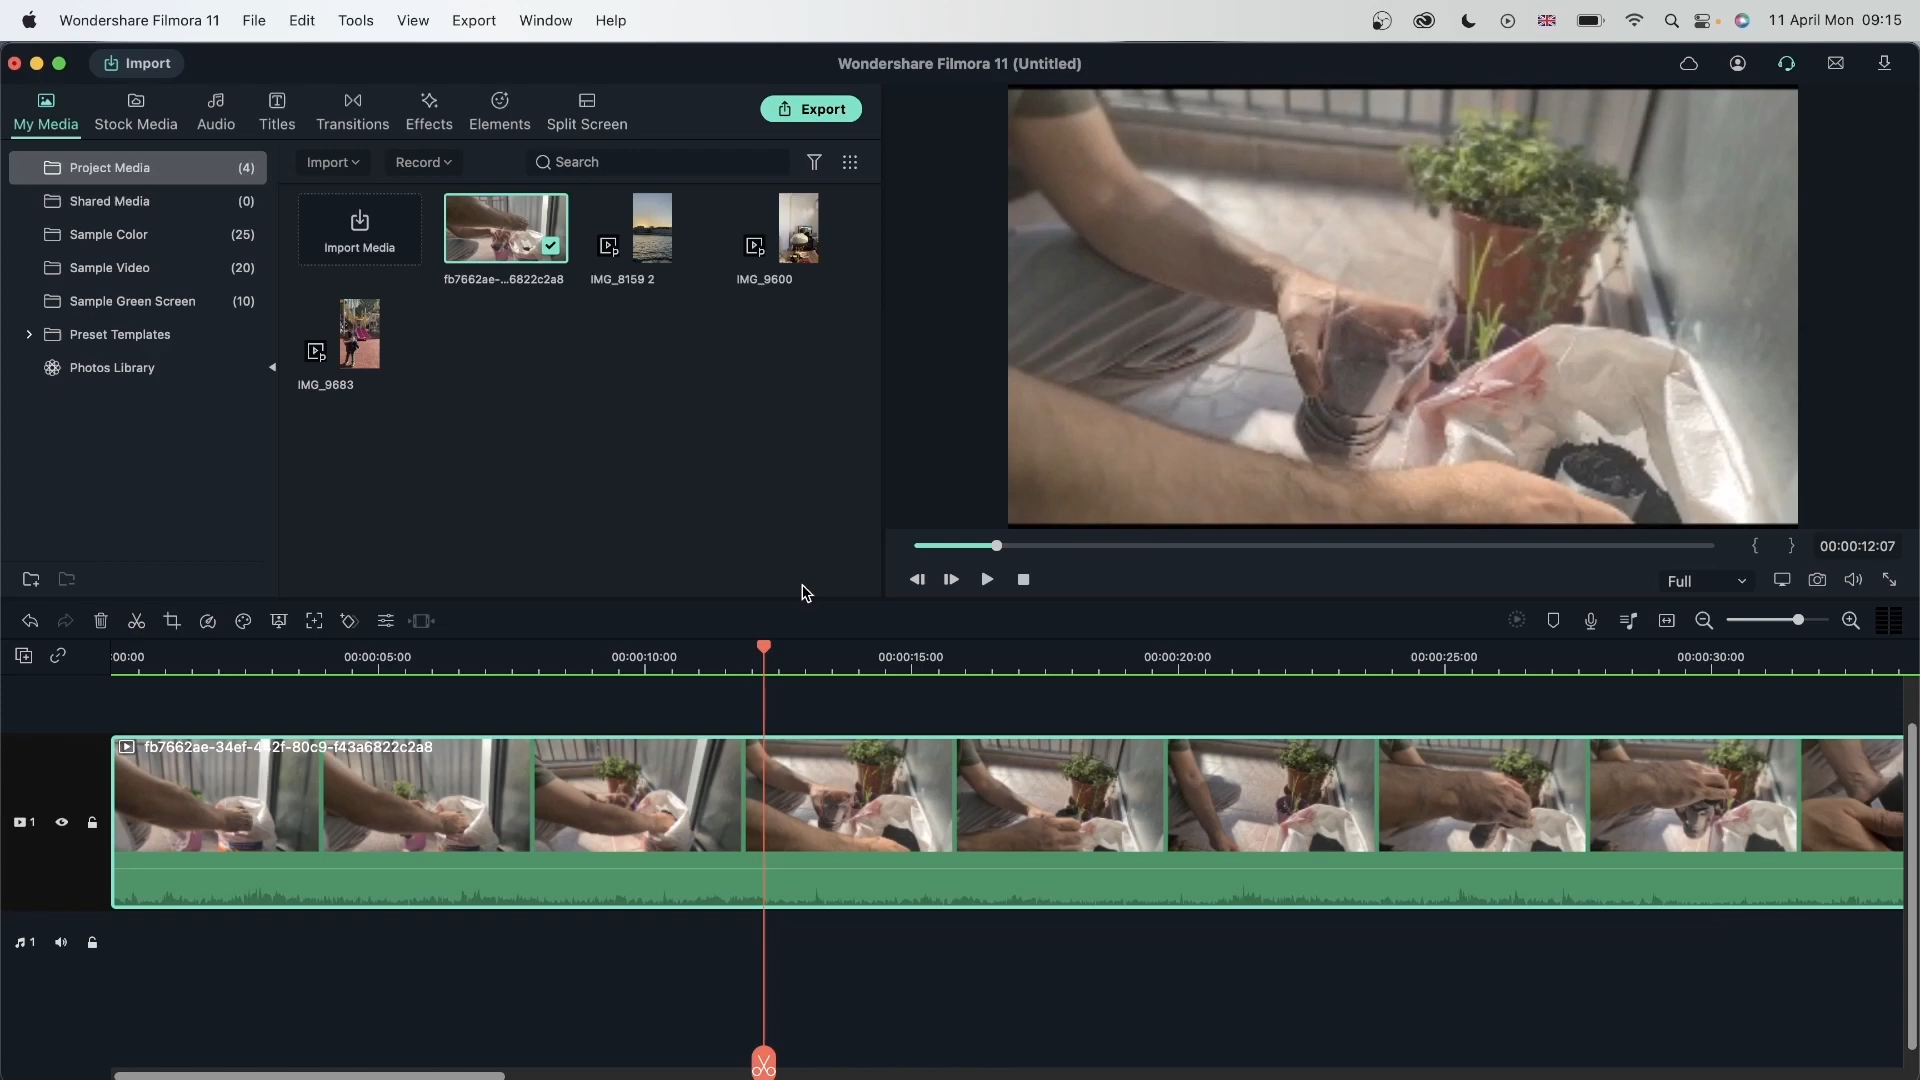 Wondershare Filmora 11 File Edit Tools View Export Window Help 11 April Mon 09:15
Import Wondershare Filmora 11 (Untitled)
My Media Stock Media Audio Titles Transitions Effects Elements Split Screen Export
Project Media (4) Import Record Search
Shared Media (0)
Sample Color (25)
Sample Video (20)
Sample Green Screen (10)
Preset Templates
Photos Library
Import Media
fb7662ae-...6822c2a8 IMG_8159 2 IMG_9600
IMG_9683
{ } 00:00:12:07
Full
:00:00 00:00:05:00 00:00:10:00 00:00:15:00 00:00:20:00 00:00:25:00 00:00:30:00
fb7662ae-34ef-442f-80c9-f43a6822c2a8
1
1